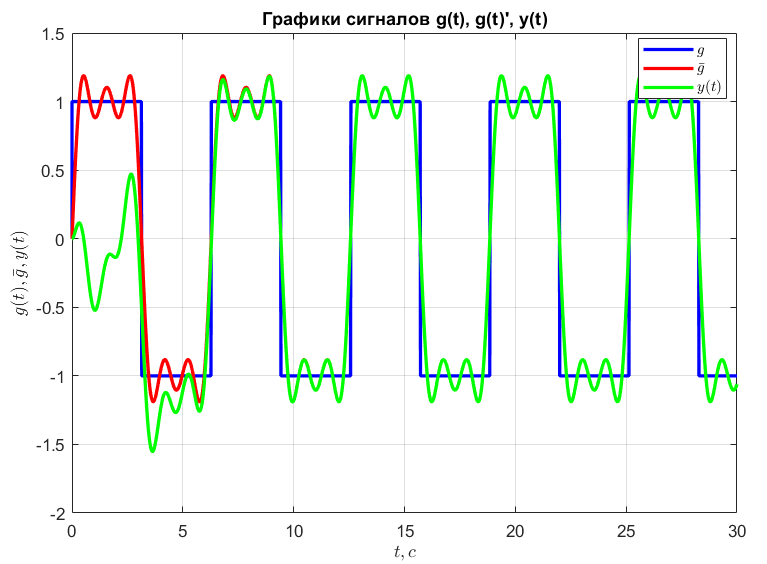 Графики сигналов g(t), g(t)', y(t)
g
ḡ
y(t)
1.5
1
0.5
0
-0.5
-1
-1.5
-2
g(t), ḡ, y(t)
0 5 10 15 20 25 30
t, c